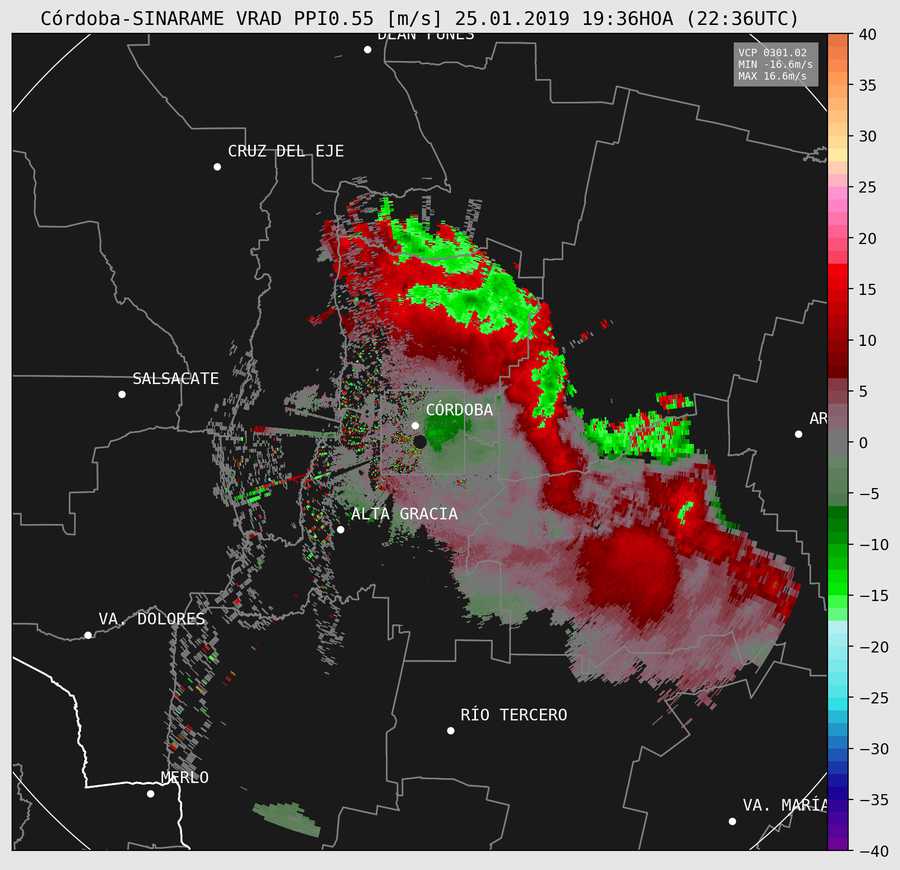 Córdoba-SINARAME VRAD PPI0.55 [m/s] 25.01.2019 19:36HOA (22:36UTC)
DEAN FUNES
VCP 0301.02
MIN -16.6m/s
MAX 16.6m/s
CRUZ DEL EJE
SALSACATE
CÓRDOBA
AR
ALTA GRACIA
VA. DOLORES
RÍO TERCERO
MERLO
VA. MARÍA
40
35
30
25
20
15
10
5
0
−5
−10
−15
−20
−25
−30
−35
−40